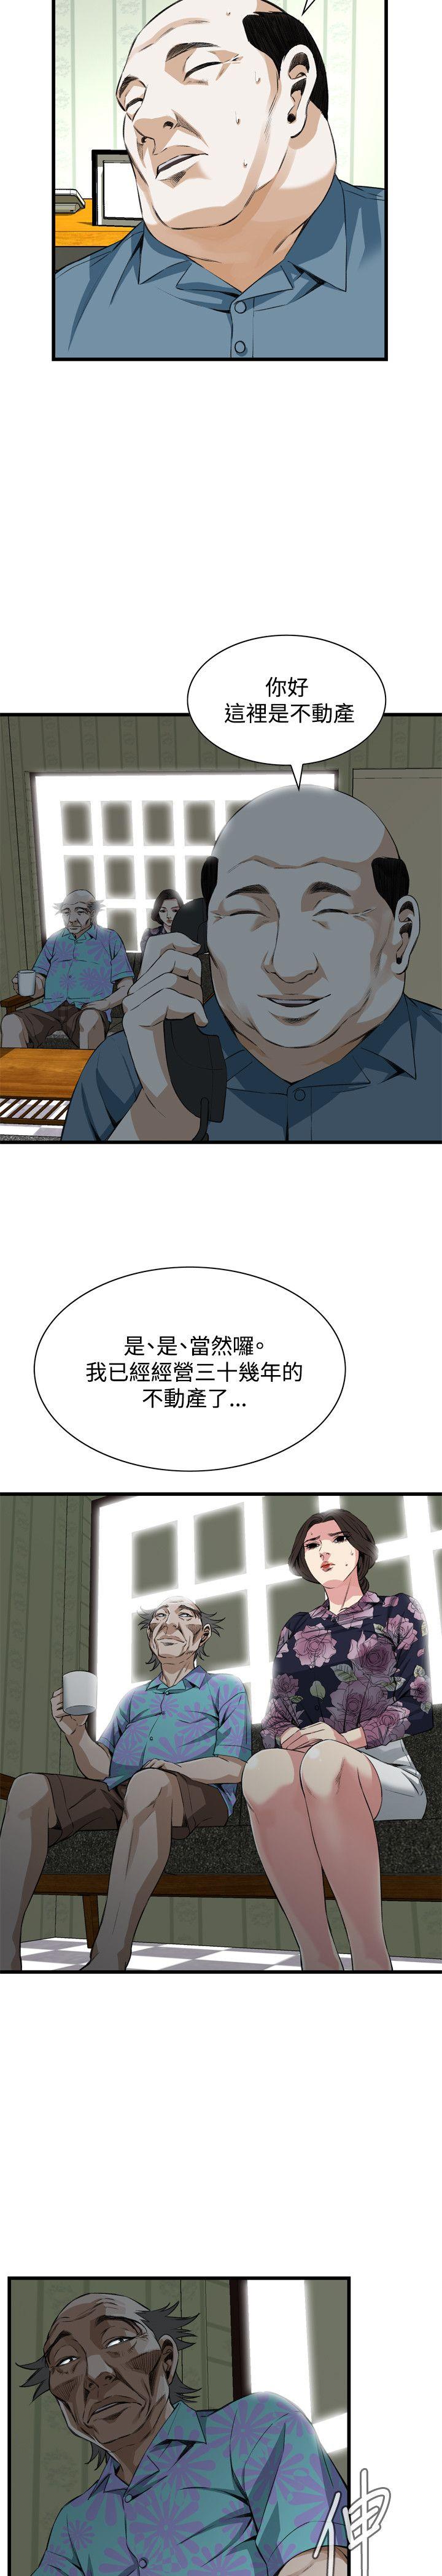 你好
這裡是不動產
是、是、當然囉。
我已經經營三十幾年的
不動產了...
伸